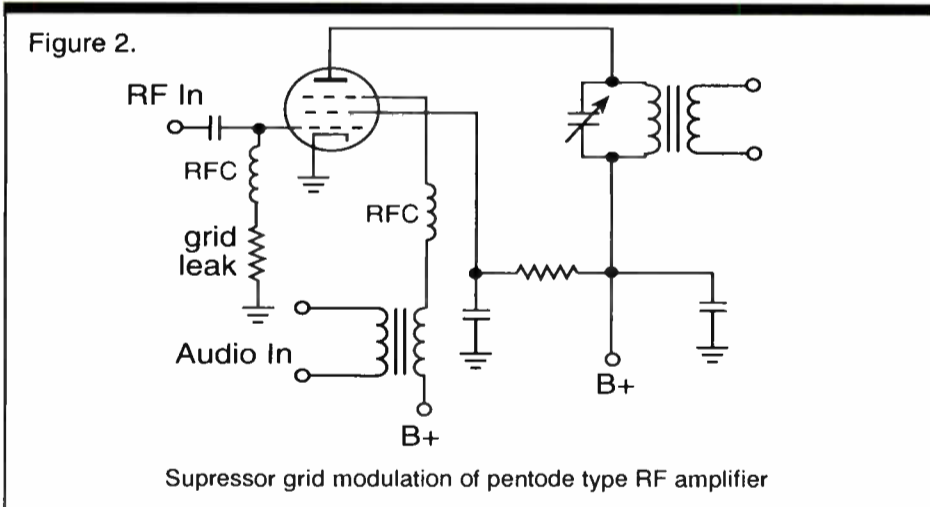 Figure 2.
RF In
RFC
RFC
grid
leak
Audio In
B+
B+
Supressor grid modulation of pentode type RF amplifier